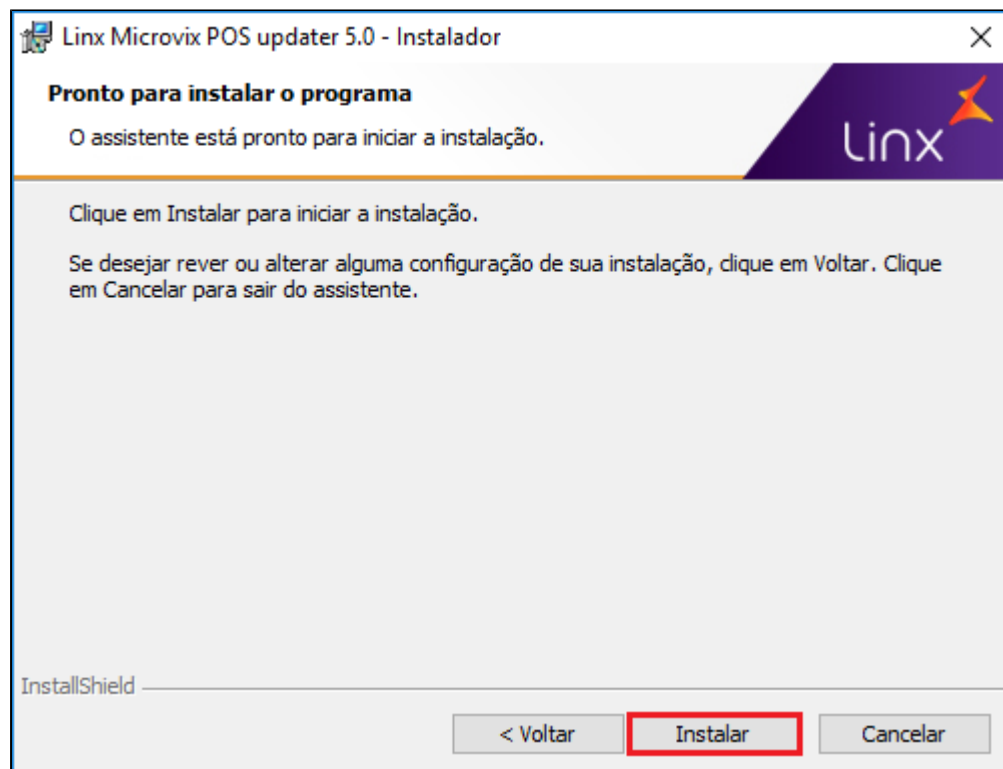 Linx Microvix POS updater 5.0 - Instalador
Pronto para instalar o programa
O assistente está pronto para iniciar a instalação.
Linx
Clique em Instalar para iniciar a instalação.
Se desejar rever ou alterar alguma configuração de sua instalação, clique em Voltar. Clique
em Cancelar para sair do assistente.
InstallShield
< Voltar
Instalar
Cancelar